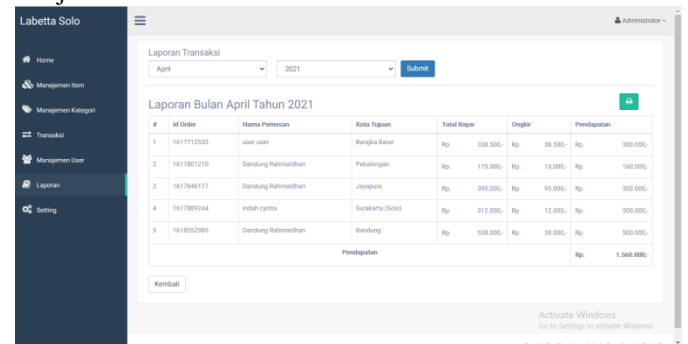 Labetta Solo
Administrator
Home
Manajemen Item
Manajemen Kategori
Transaksi
Manajemen User
Laporan
Setting
Laporan Transaksi
April 2021 Submit
Laporan Bulan April Tahun 2021
# Id Order Nama Pemesan Kota Tujuan Total Bayar Ongkir Pendapatan
1 1617712533 user user Bangka Barat Rp. 338.500,- Rp. 38.500,- Rp. 300.000,-
2 1617801210 Dandung Rahmatdhan Pekalongan Rp. 175.000,- Rp. 15.000,- Rp. 160.000,-
3 1617846177 Dandung Rahmatdhan Jayapura Rp. 395.000,- Rp. 95.000,- Rp. 300.000,-
4 1617889244 indah cyntia Surakarta (Solo) Rp. 312.000,- Rp. 12.000,- Rp. 300.000,-
5 1618552985 Dandung Rahmatdhan Bandung Rp. 538.000,- Rp. 38.000,- Rp. 500.000,-
Pendapatan Rp. 1.560.000,-
Kembali
Activate Windows
Go to Settings to activate Windows.